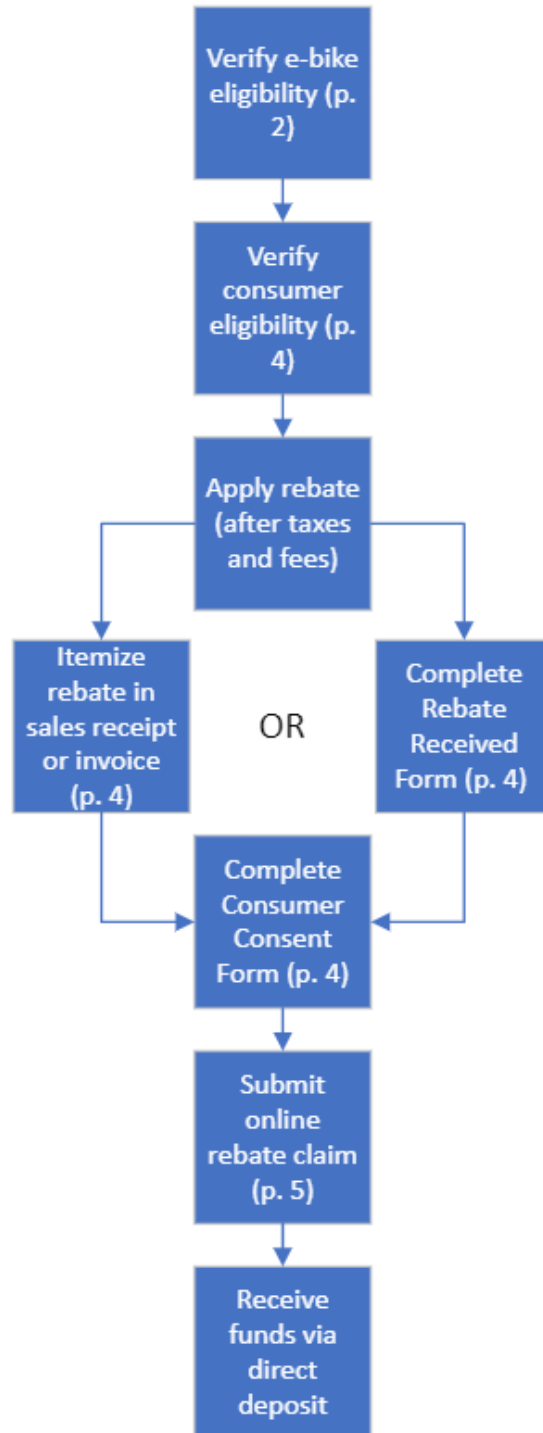 Verify e-bike
eligibility (p.
2)
Verify
consumer
eligibility (p.
4)
Apply rebate
(after taxes
and fees)
Itemize
rebate in
sales receipt
or invoice
(p. 4)
OR
Complete
Rebate
Received
Form (p. 4)
Complete
Consumer
Consent
Form (p. 4)
Submit
online
rebate claim
(p. 5)
Receive
funds via
direct
deposit